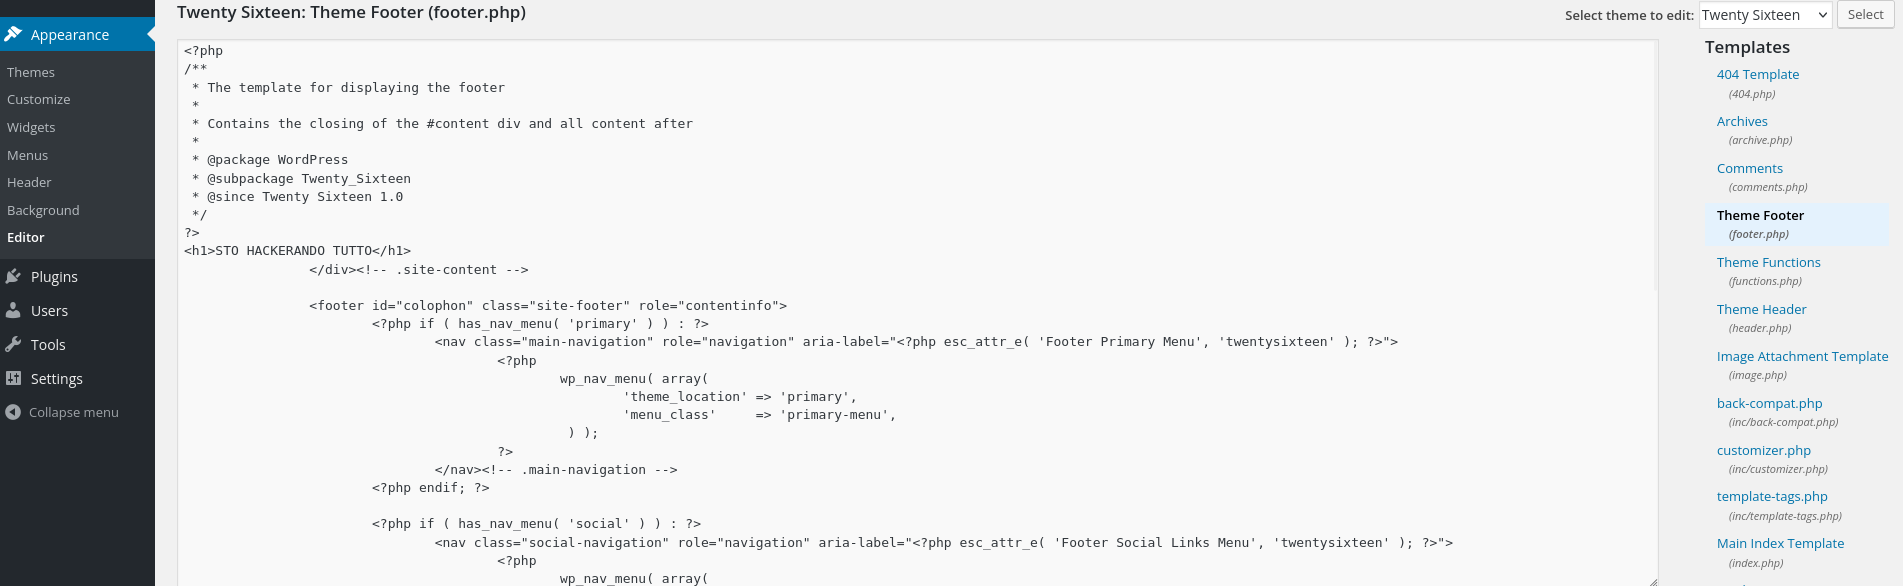 Twenty Sixteen: Theme Footer (footer.php)
Select theme to edit: Twenty Sixteen Select
Appearance
Themes
Customize
Widgets
Menus
Header
Background
Editor
Plugins
Users
Tools
Settings
Collapse menu
<?php
/**
 * The template for displaying the footer
 *
 * Contains the closing of the #content div and all content after
 *
 * @package WordPress
 * @subpackage Twenty_Sixteen
 * @since Twenty Sixteen 1.0
 */
?>
<h1>STO HACKERANDO TUTTO</h1>
		</div><!-- .site-content -->
		<footer id="colophon" class="site-footer" role="contentinfo">
			<?php if ( has_nav_menu( 'primary' ) ) : ?>
				<nav class="main-navigation" role="navigation" aria-label="<?php esc_attr_e( 'Footer Primary Menu', 'twentysixteen' ); ?>">
					<?php
						wp_nav_menu( array(
							'theme_location' => 'primary',
							'menu_class'     => 'primary-menu',
						 ) );
					?>
				</nav><!-- .main-navigation -->
			<?php endif; ?>
			<?php if ( has_nav_menu( 'social' ) ) : ?>
				<nav class="social-navigation" role="navigation" aria-label="<?php esc_attr_e( 'Footer Social Links Menu', 'twentysixteen' ); ?>">
					<?php
						wp_nav_menu( array(
Templates
404 Template
(404.php)
Archives
(archive.php)
Comments
(comments.php)
Theme Footer
(footer.php)
Theme Functions
(functions.php)
Theme Header
(header.php)
Image Attachment Template
(image.php)
back-compat.php
(inc/back-compat.php)
customizer.php
(inc/customizer.php)
template-tags.php
(inc/template-tags.php)
Main Index Template
(index.php)